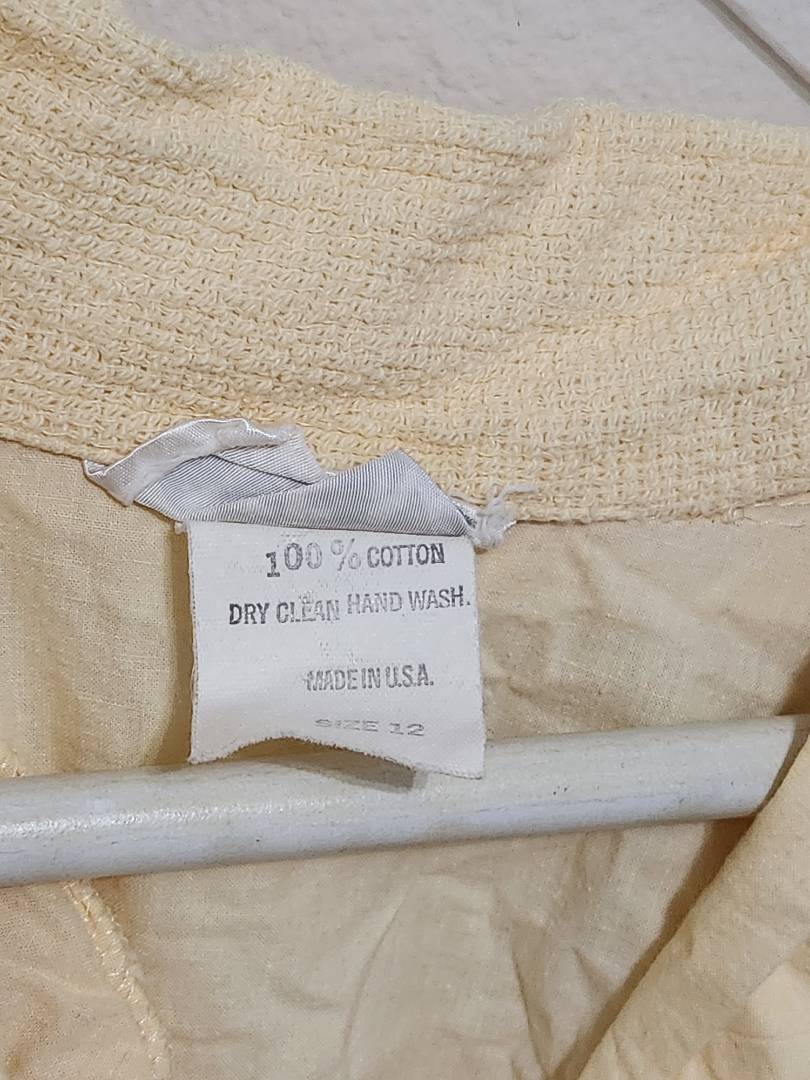 100% COTTON
DRY CLEAN HAND WASH.
MADE IN U.S.A.
SIZE 12